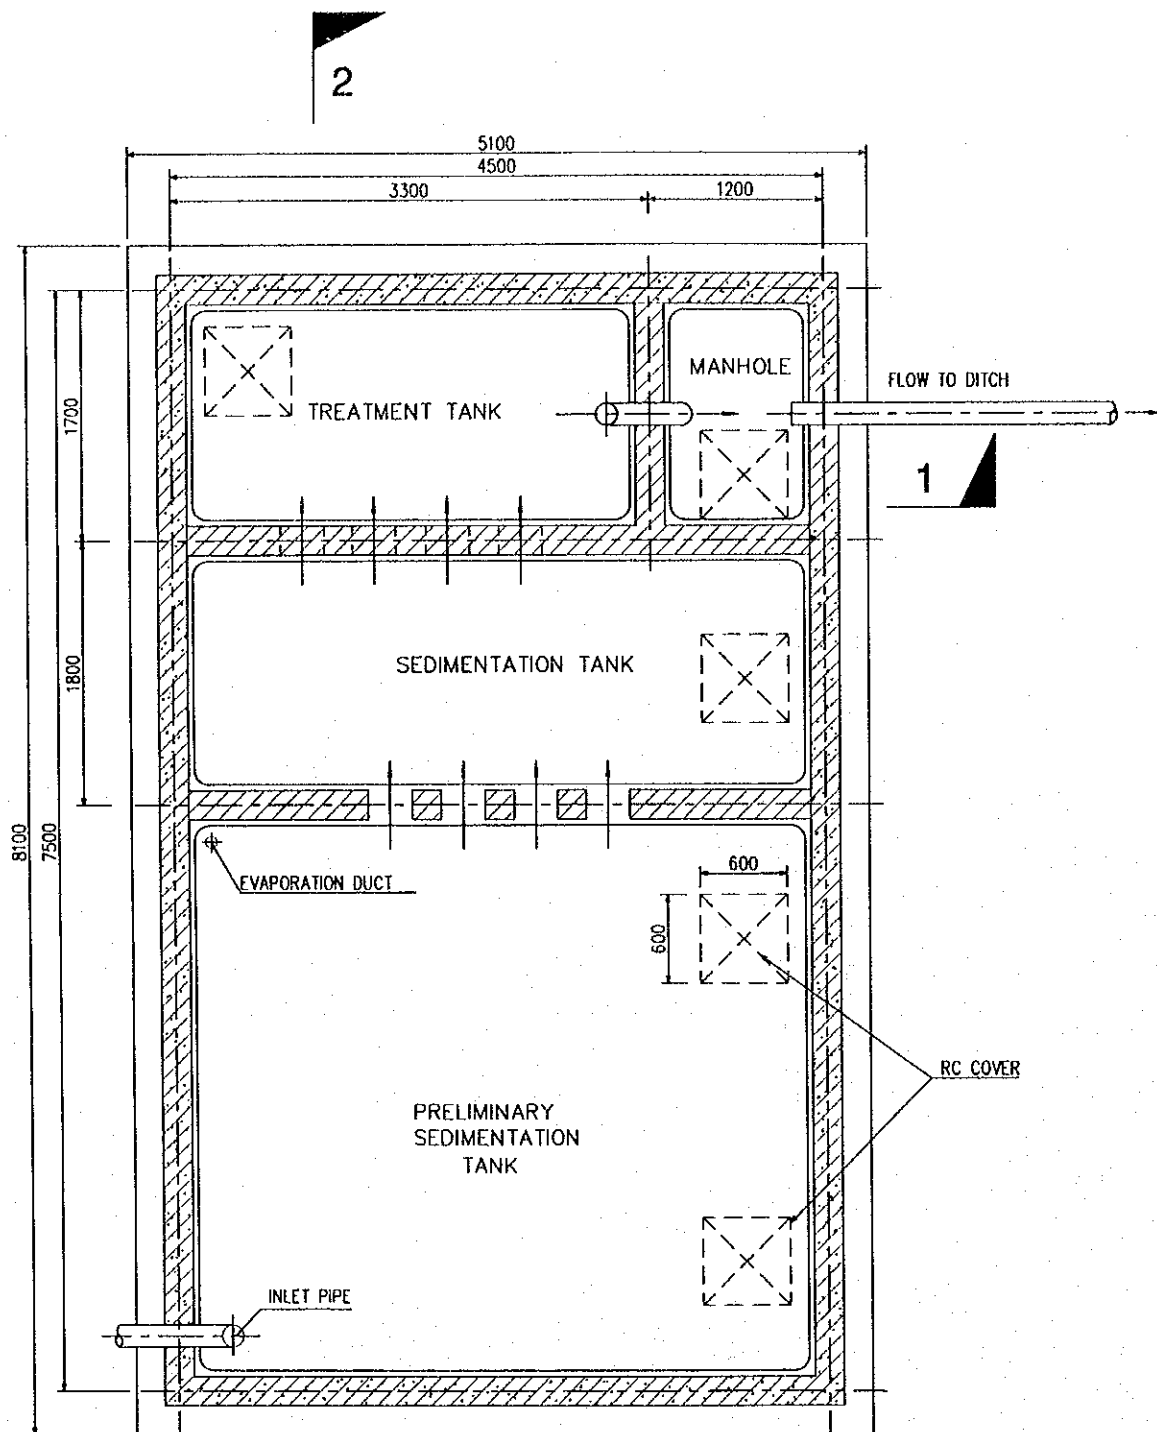 2
5100
4500
3300
1200
MANHOLE
FLOW TO DITCH
TREATMENT TANK
1700
1
SEDIMENTATION TANK
1800
8100
7500
EVAPORATION DUCT
600
600
RC COVER
PRELIMINARY
SEDIMENTATION
TANK
INLET PIPE